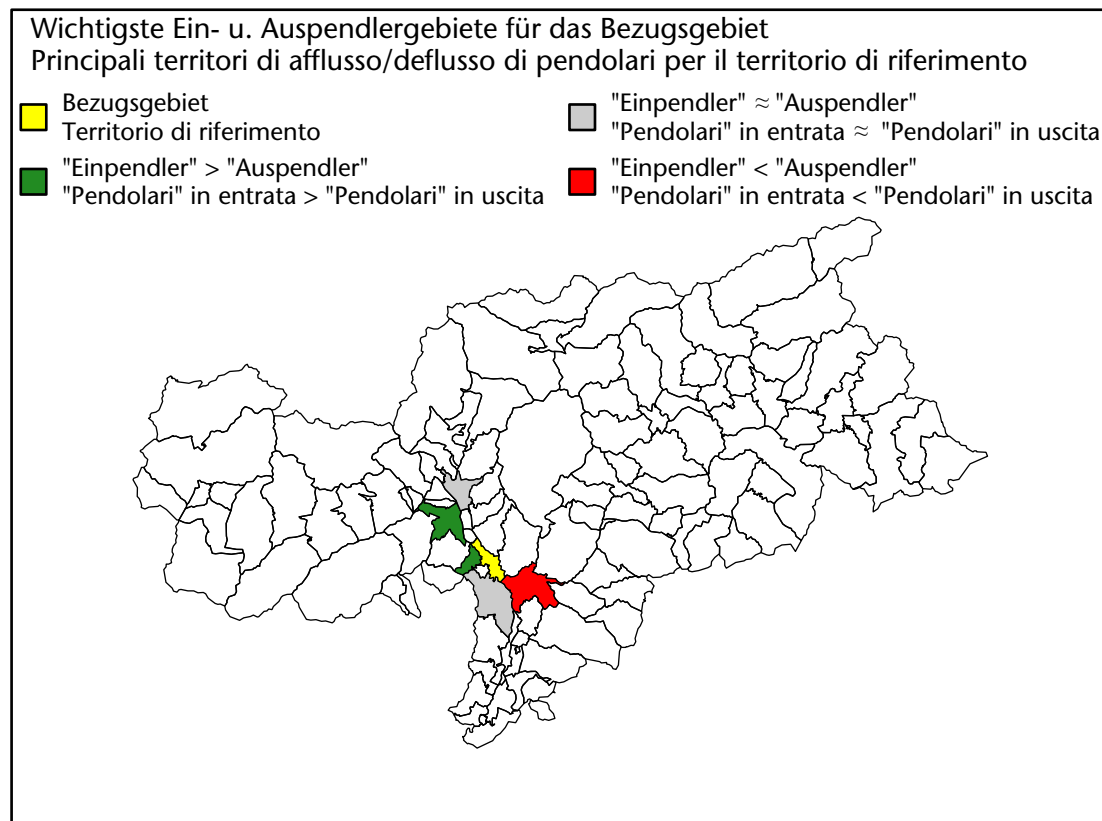 Wichtigste Ein- u. Auspendlergebiete für das Bezugsgebiet
Principali territori di afflusso/deflusso di pendolari per il territorio di riferimento
Bezugsgebiet
Territorio di riferimento
"Einpendler" > "Auspendler"
"Pendolari" in entrata > "Pendolari" in uscita
"Einpendler" ≈ "Auspendler"
"Pendolari" in entrata ≈ "Pendolari" in uscita
"Einpendler" < "Auspendler"
"Pendolari" in entrata < "Pendolari" in uscita